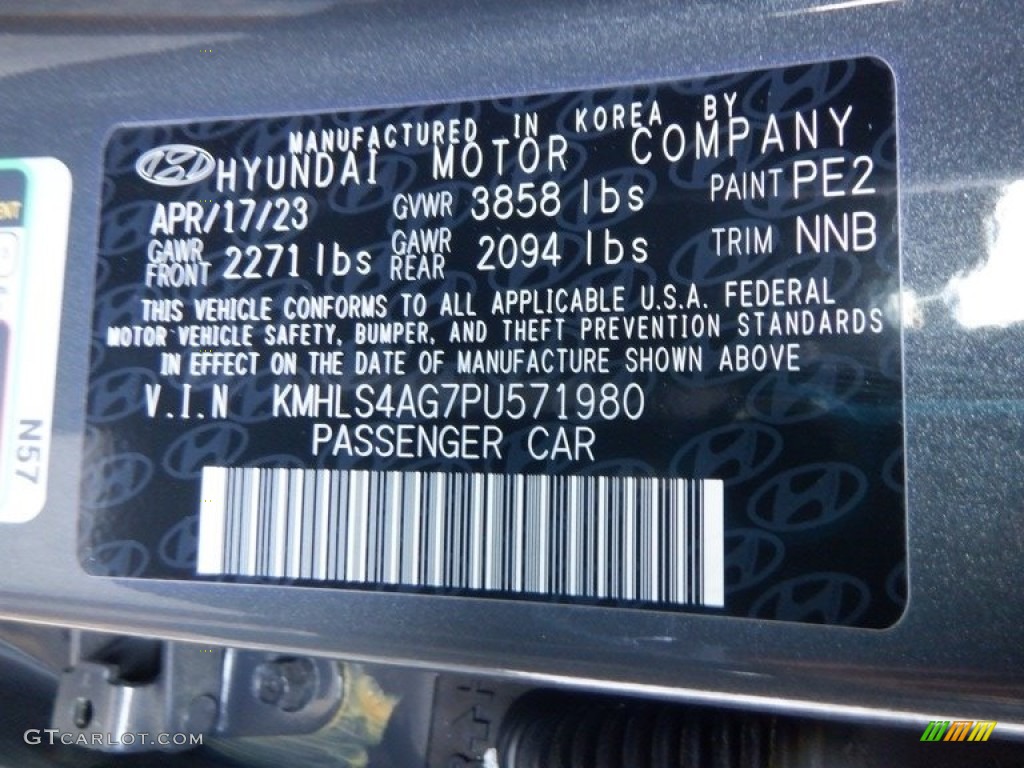 MANUFACTURED IN KOREA BY
HYUNDAI MOTOR COMPANY
APR/17/23 GVWR 3858 lbs PAINT PE2
GAWR FRONT 2271 lbs GAWR REAR 2094 lbs TRIM NNB
THIS VEHICLE CONFORMS TO ALL APPLICABLE U.S.A. FEDERAL
MOTOR VEHICLE SAFETY, BUMPER, AND THEFT PREVENTION STANDARDS
IN EFFECT ON THE DATE OF MANUFACTURE SHOWN ABOVE
V.I.N KMHLS4AG7PU571980
PASSENGER CAR
N57
GTCARLOT.COM